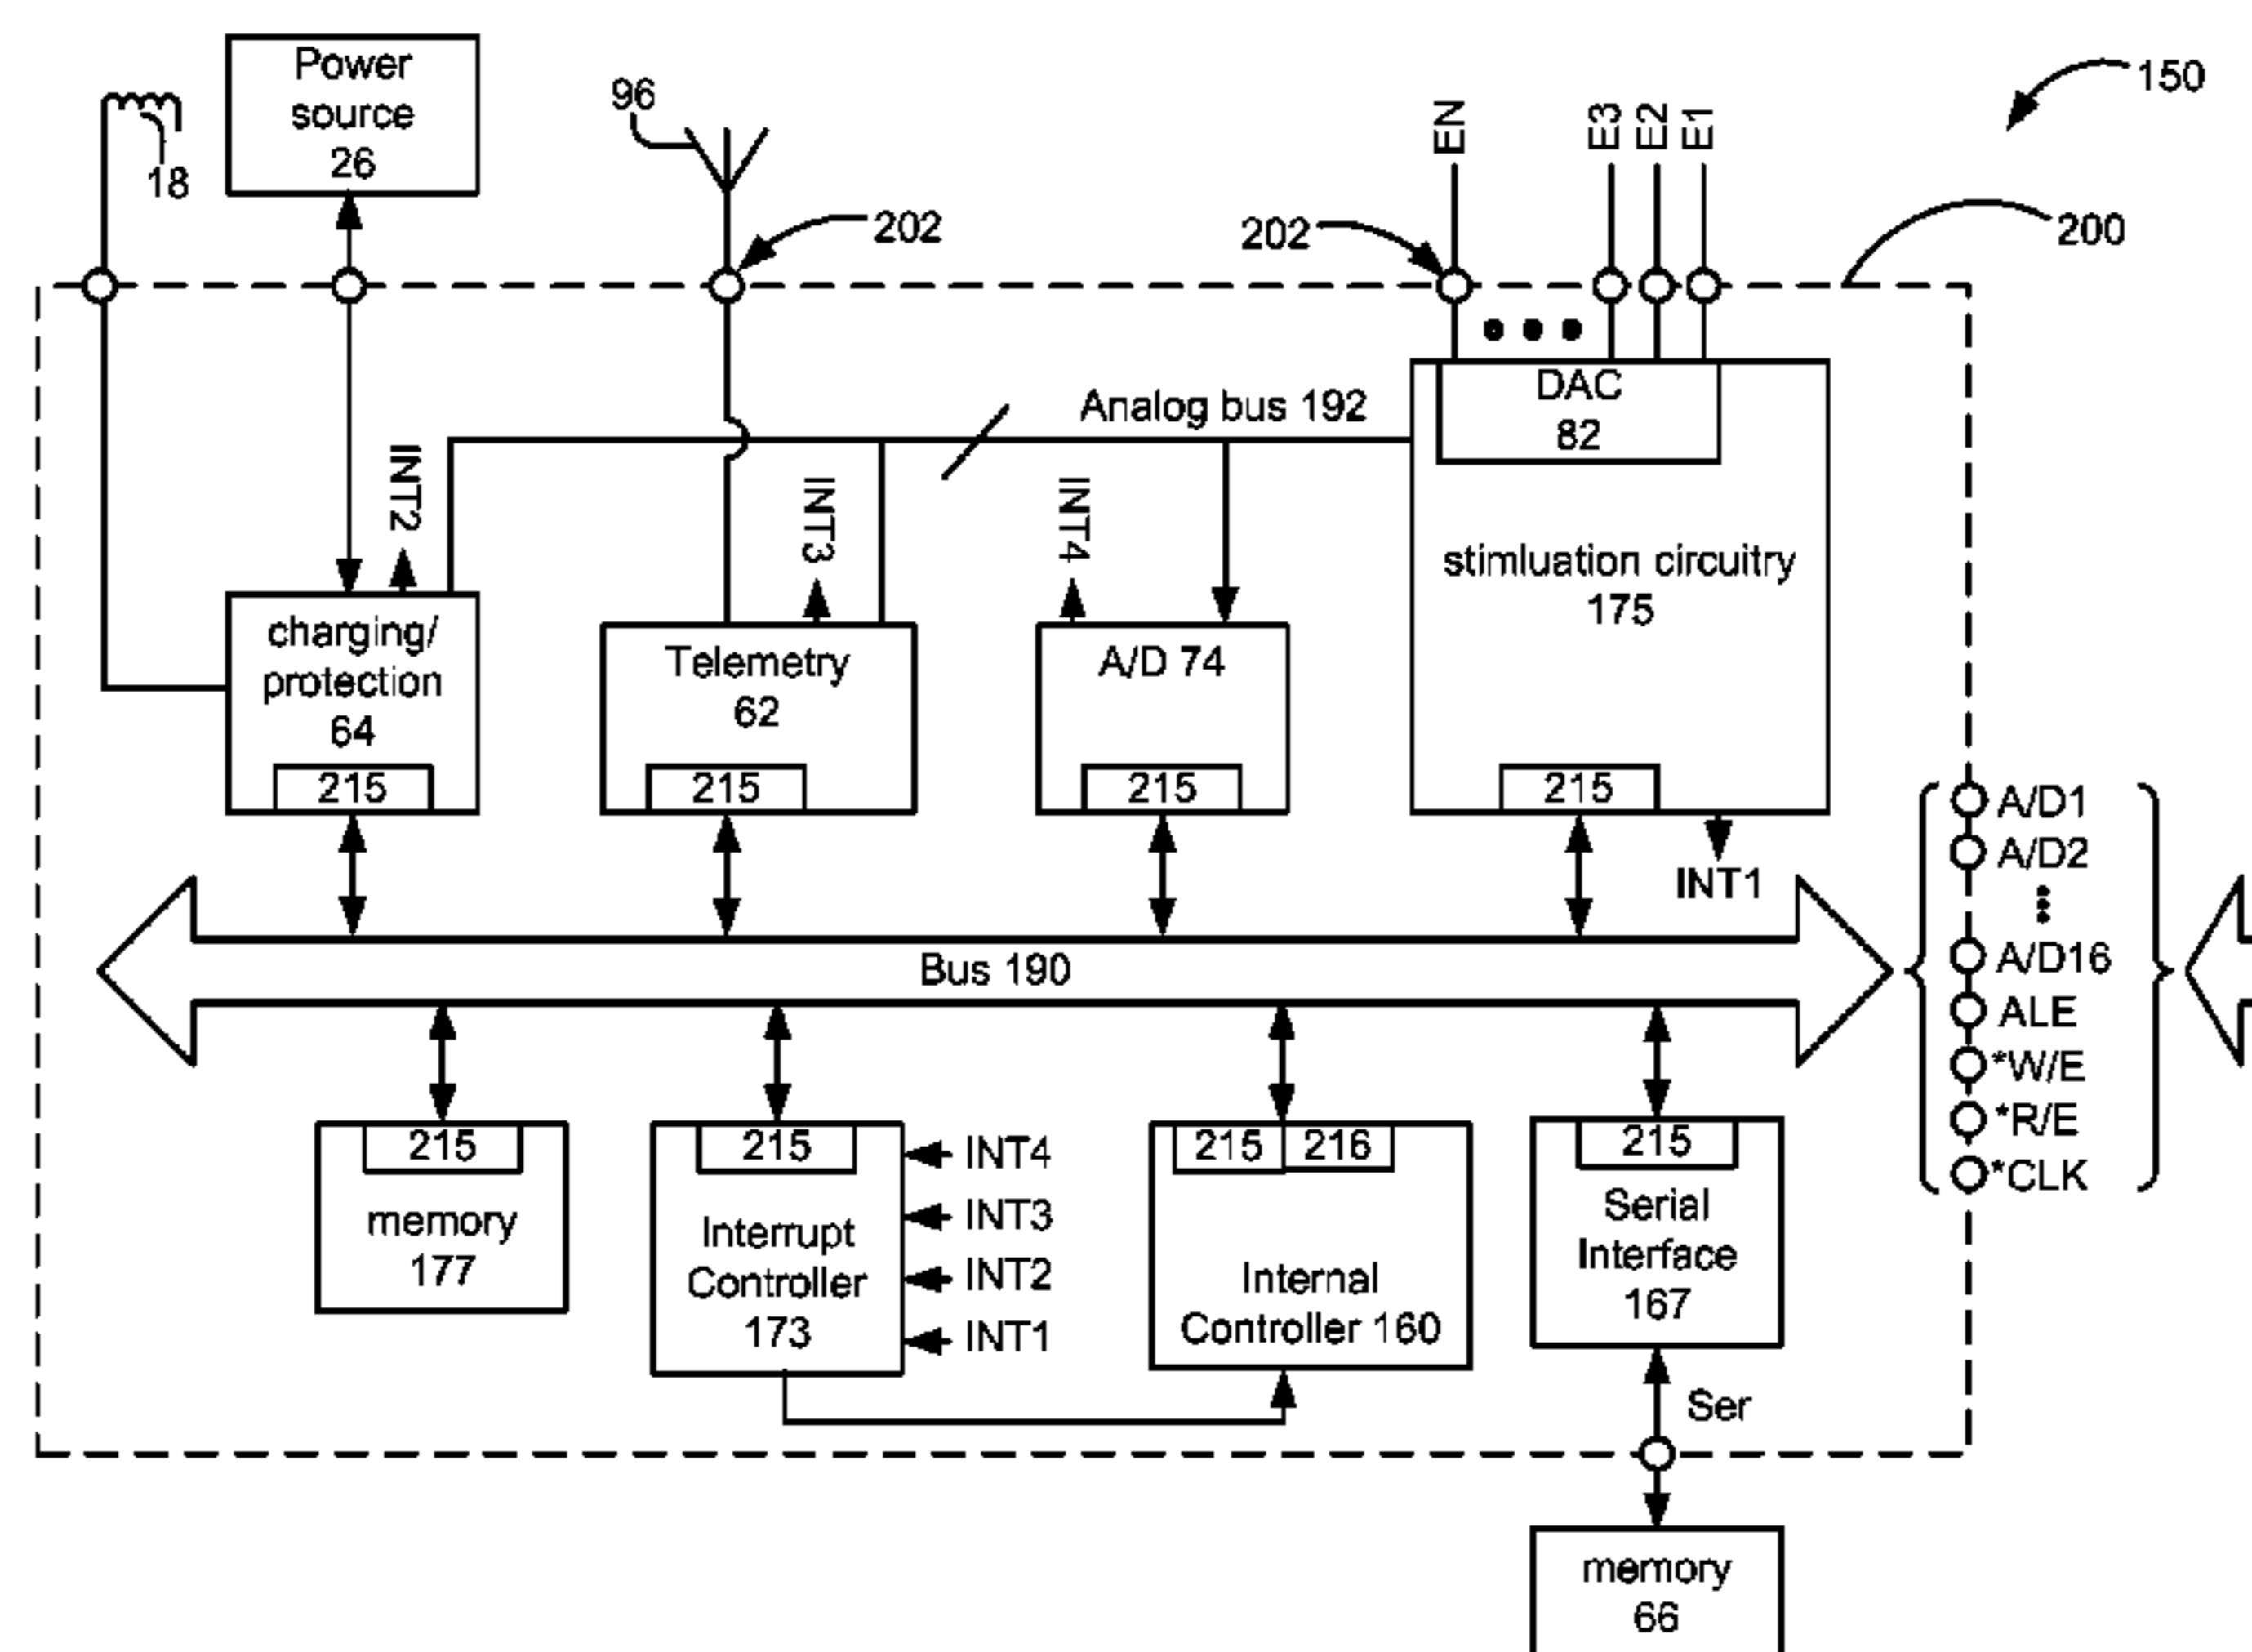 Power
source
26
18
96
202
202
EN
E3
E2
E1
150
200
Analog bus 192
DAC
82
stimluation circuitry
175
INT2
INT3
INT4
charging/
protection
64
215
Telemetry
62
215
A/D 74
215
215
INT1
Bus 190
A/D1
A/D2
A/D16
ALE
*W/E
*R/E
*CLK
215
memory
177
215
Interrupt
Controller
173
INT4
INT3
INT2
INT1
215 216
Internal
Controller 160
215
Serial
Interface
167
Ser
memory
66